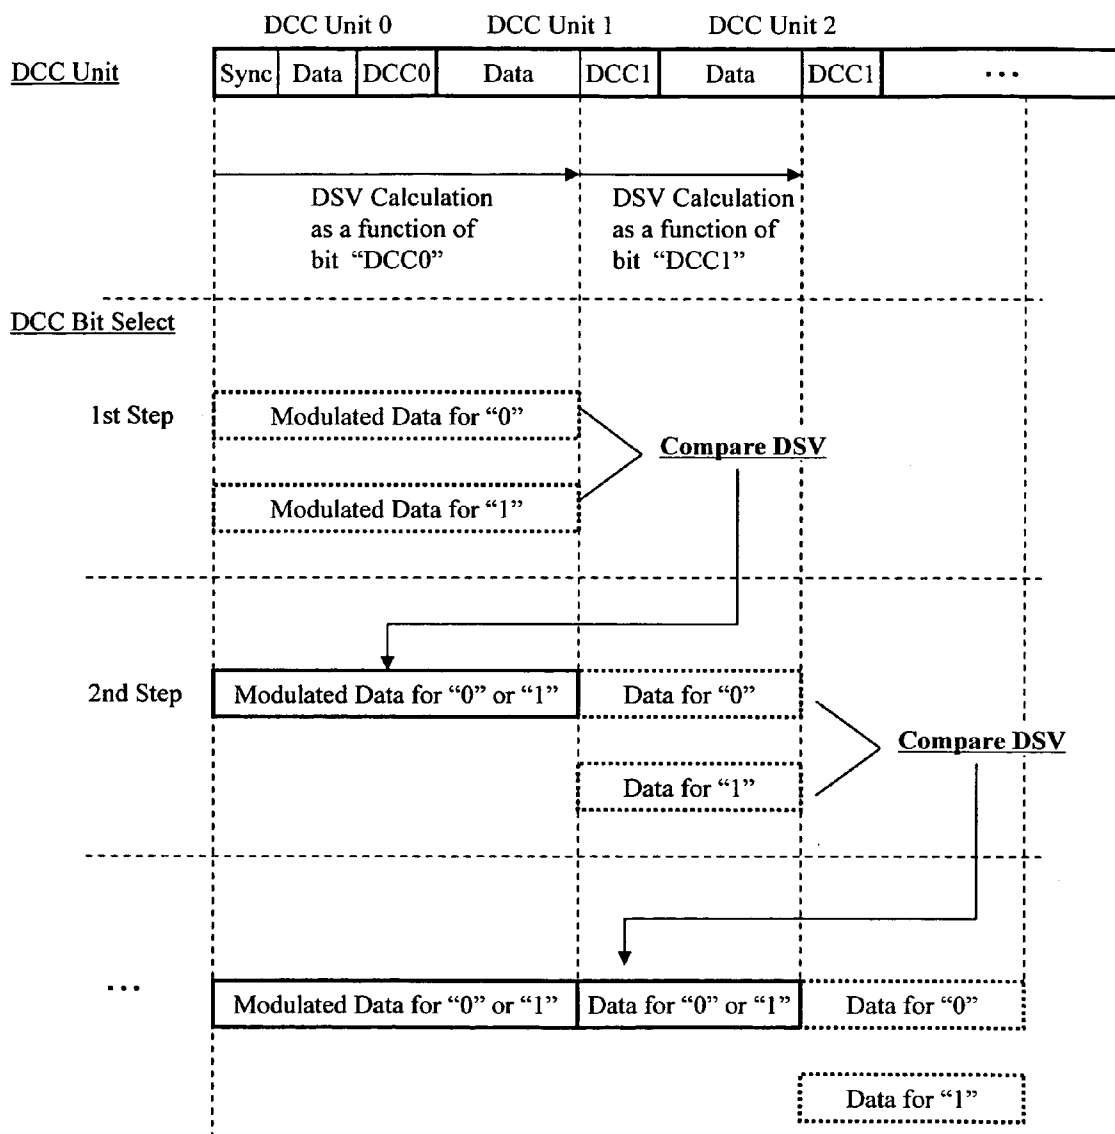 DCC Unit 0 DCC Unit 1 DCC Unit 2
DCC Unit Sync Data DCC0 Data DCC1 Data DCC1 ...
DSV Calculation
as a function of
bit “DCC0”
DSV Calculation
as a function of
bit “DCC1”
DCC Bit Select
1st Step
Modulated Data for “0”
Compare DSV
Modulated Data for “1”
2nd Step
Modulated Data for “0” or “1” Data for “0”
Compare DSV
Data for “1”
...
Modulated Data for “0” or “1” Data for “0” or “1” Data for “0”
Data for “1”